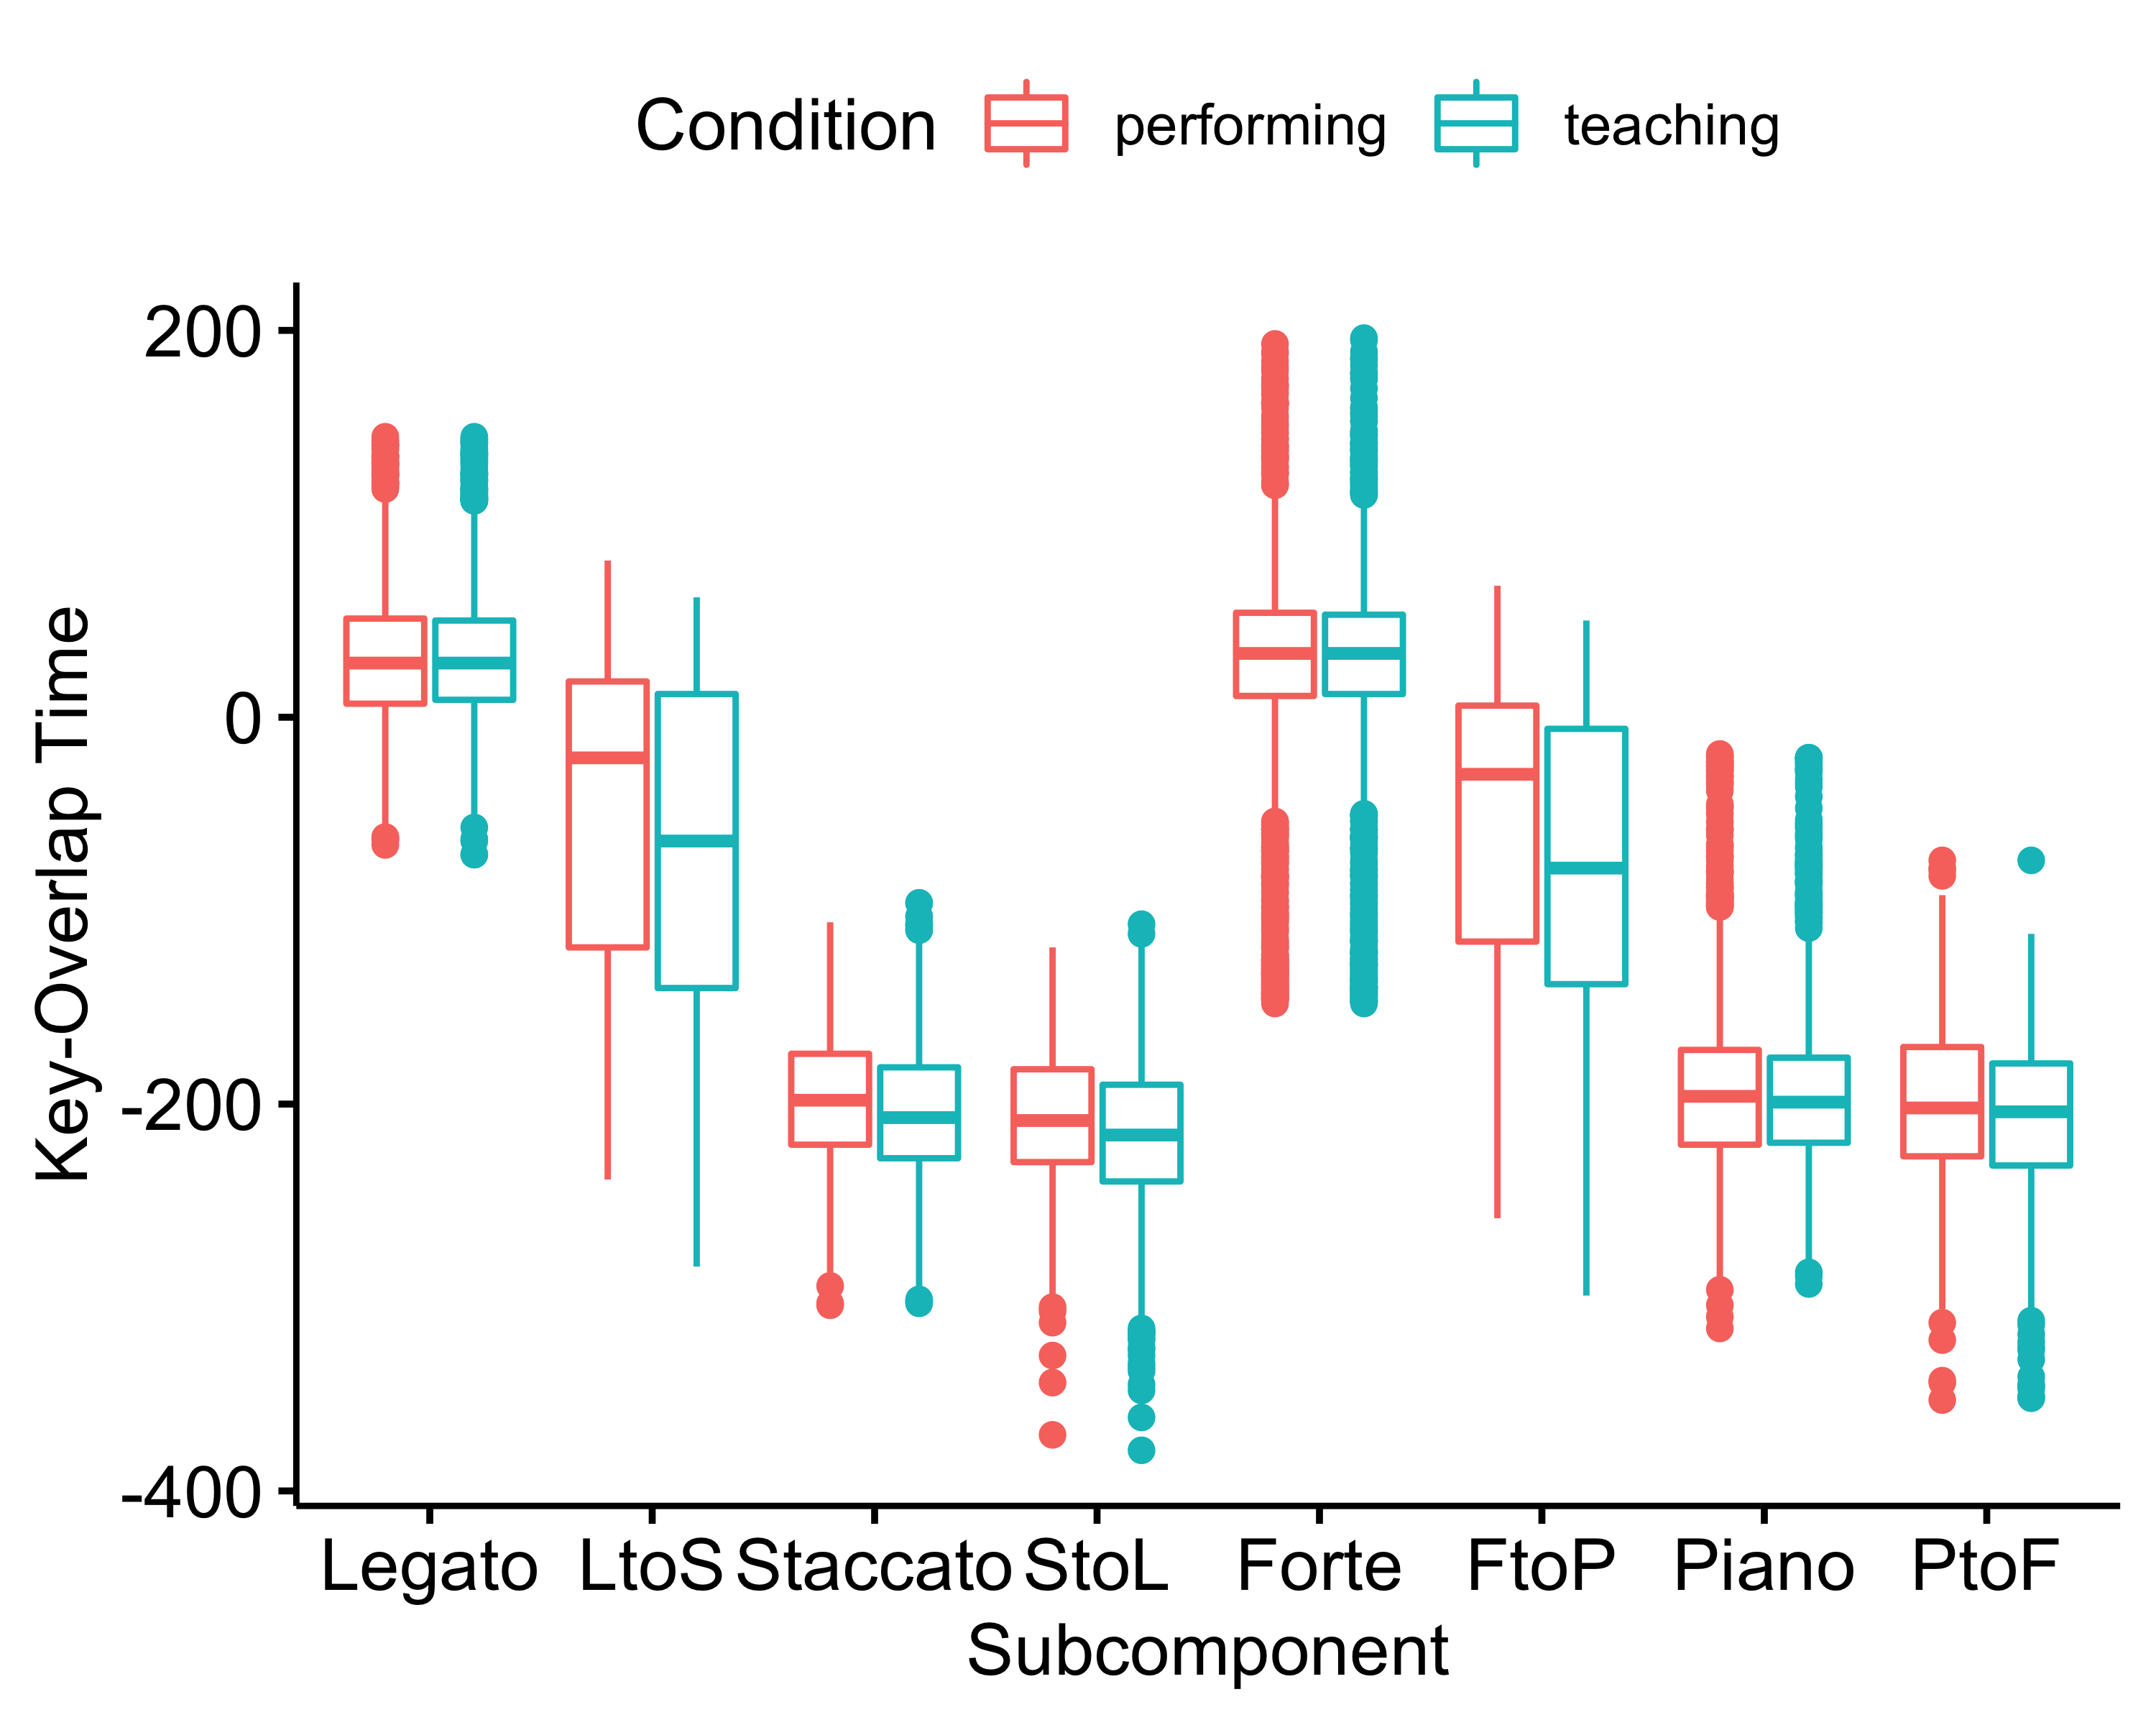 Condition performing teaching
200
0
-200
-400
Key-Overlap Time
Legato LtoS Staccato StoL Forte FtoP Piano PtoF
Subcomponent